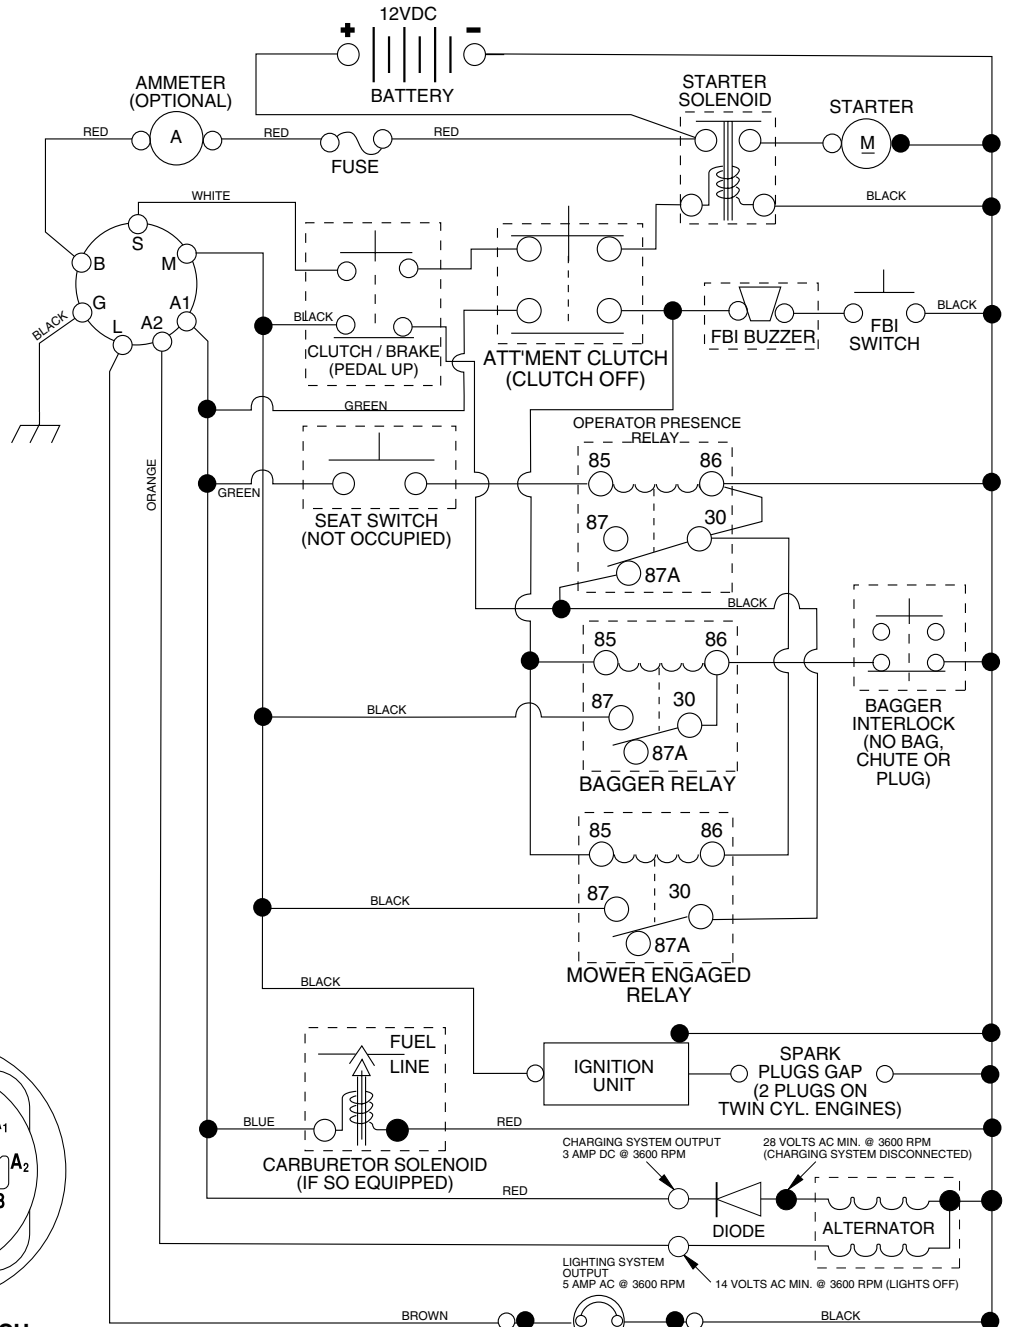 12VDC
+
-
BATTERY
AMMETER
(OPTIONAL)
A
RED
RED
RED
FUSE
STARTER
SOLENOID
STARTER
M
WHITE
BLACK
S
B
M
G
A1
L
A2
BLACK
BLACK
CLUTCH / BRAKE
(PEDAL UP)
ATT'MENT CLUTCH
(CLUTCH OFF)
FBI BUZZER
FBI
SWITCH
BLACK
GREEN
ORANGE
GREEN
SEAT SWITCH
(NOT OCCUPIED)
OPERATOR PRESENCE
RELAY
85
86
87
30
87A
BLACK
85
86
87
30
87A
BLACK
BAGGER RELAY
BAGGER
INTERLOCK
(NO BAG,
CHUTE OR
PLUG)
85
86
87
30
87A
BLACK
MOWER ENGAGED
RELAY
BLACK
FUEL
LINE
IGNITION
UNIT
SPARK
PLUGS GAP
(2 PLUGS ON
TWIN CYL. ENGINES)
BLUE
RED
CARBURETOR SOLENOID
(IF SO EQUIPPED)
CHARGING SYSTEM OUTPUT
3 AMP DC @ 3600 RPM
28 VOLTS AC MIN. @ 3600 RPM
(CHARGING SYSTEM DISCONNECTED)
RED
DIODE
ALTERNATOR
LIGHTING SYSTEM
OUTPUT
5 AMP AC @ 3600 RPM
14 VOLTS AC MIN. @ 3600 RPM (LIGHTS OFF)
BROWN
BLACK
A2